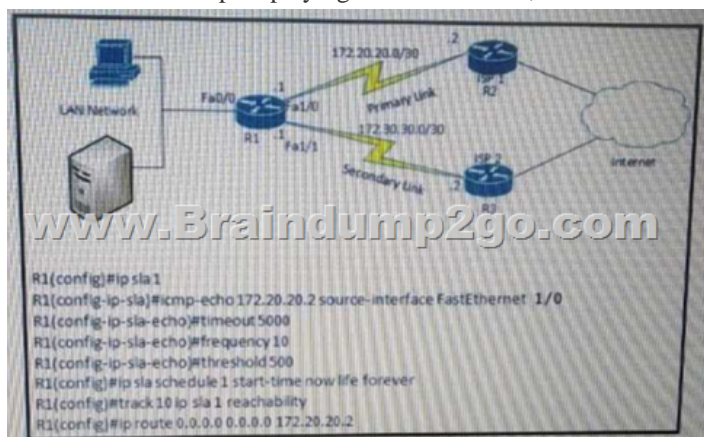 172.20.20.0/30
.2
ISP 1
R2
LAN Network
Fa0/0
.1
Fa1/0
Primary Link
R1
.1
Fa1/1
172.30.30.0/30
Secondary Link
.2
ISP 2
R3
Internet
www.Braindump2go.com
R1(config)#ip sla 1
R1(config-ip-sla)#icmp-echo 172.20.20.2 source-interface FastEthernet 1/0
R1(config-ip-sla-echo)#timeout 5000
R1(config-ip-sla-echo)#frequency 10
R1(config-ip-sla-echo)#threshold 500
R1(config)#ip sla schedule 1 start-time now life forever
R1(config)#track 10 ip sla 1 reachability
R1(config)#ip route 0.0.0.0 0.0.0.0 172.20.20.2